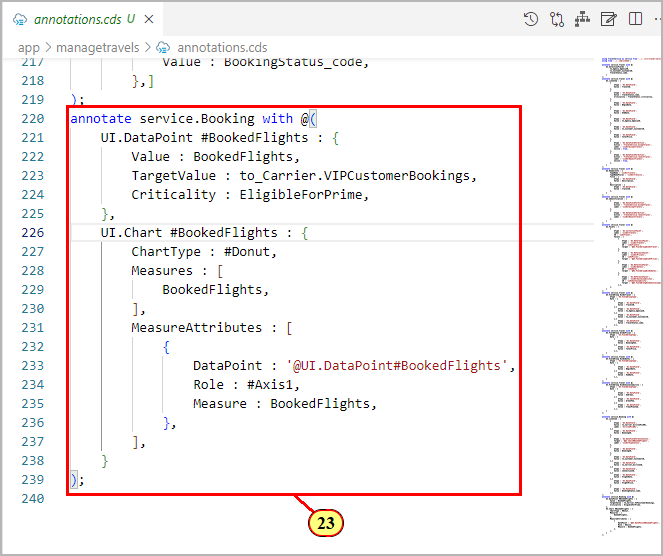 annotations.cds U
app > managetravels > annotations.cds
217 Value : BookingStatus_code,
218 },]
219 );
220 annotate service.Booking with @(
221 UI.DataPoint #BookedFlights : {
222 Value : BookedFlights,
223 TargetValue : to_Carrier.VIPCustomerBookings,
224 Criticality : EligibleForPrime,
225 },
226 UI.Chart #BookedFlights : {
227 ChartType : #Donut,
228 Measures : [
229 BookedFlights,
230 ],
231 MeasureAttributes : [
232 {
233 DataPoint : '@UI.DataPoint#BookedFlights',
234 Role : #Axis1,
235 Measure : BookedFlights,
236 },
237 ],
238 }
239 );
240
23